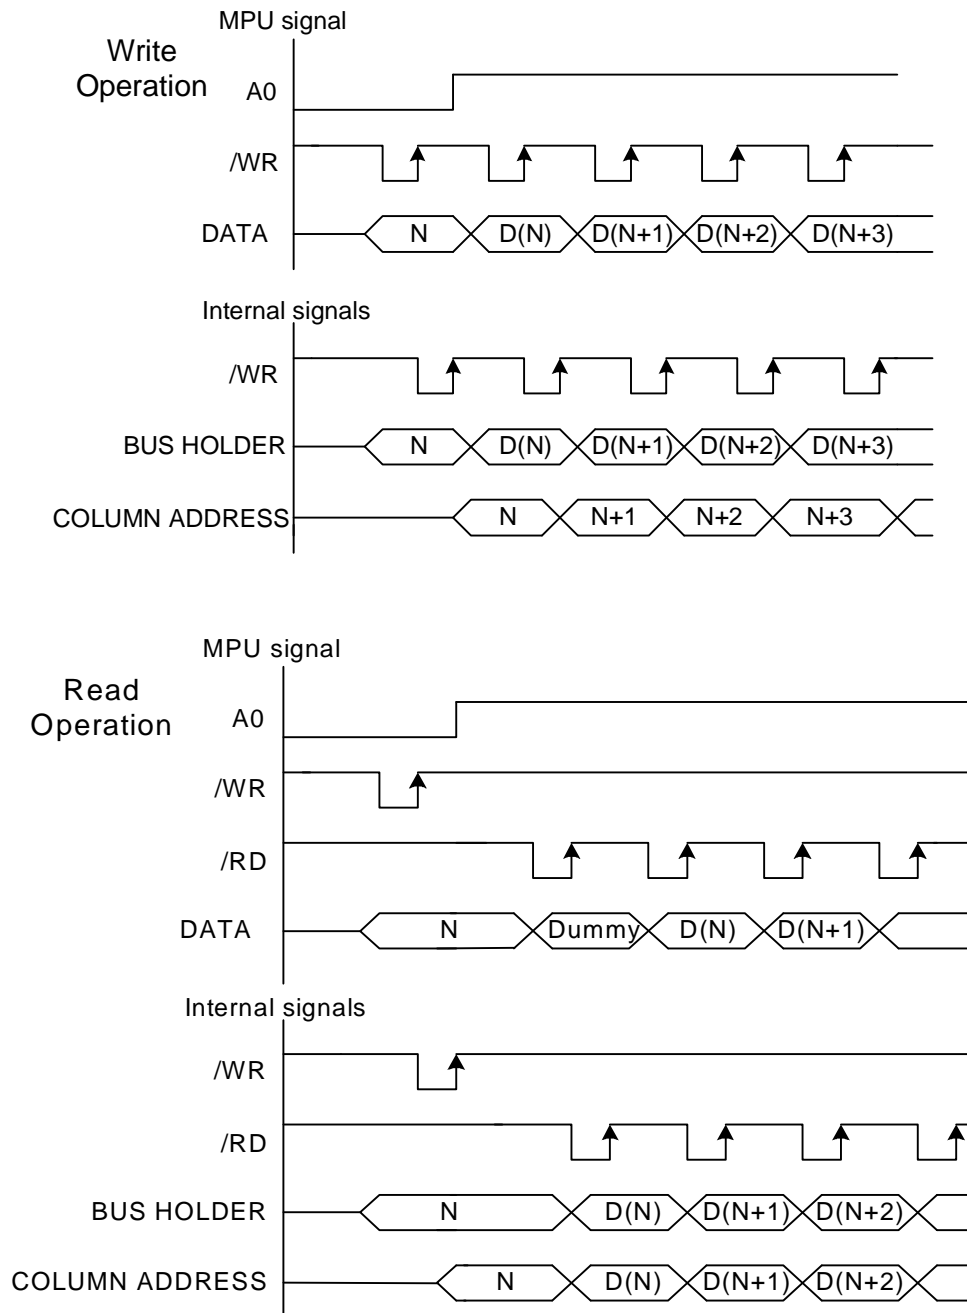 MPU signal
Write
Operation
A0
/WR
DATA N D(N) D(N+1) D(N+2) D(N+3)
Internal signals
/WR
BUS HOLDER N D(N) D(N+1) D(N+2) D(N+3)
COLUMN ADDRESS N N+1 N+2 N+3
MPU signal
Read
Operation
A0
/WR
/RD
DATA N Dummy D(N) D(N+1)
Internal signals
/WR
/RD
BUS HOLDER N D(N) D(N+1) D(N+2)
COLUMN ADDRESS N D(N) D(N+1) D(N+2)